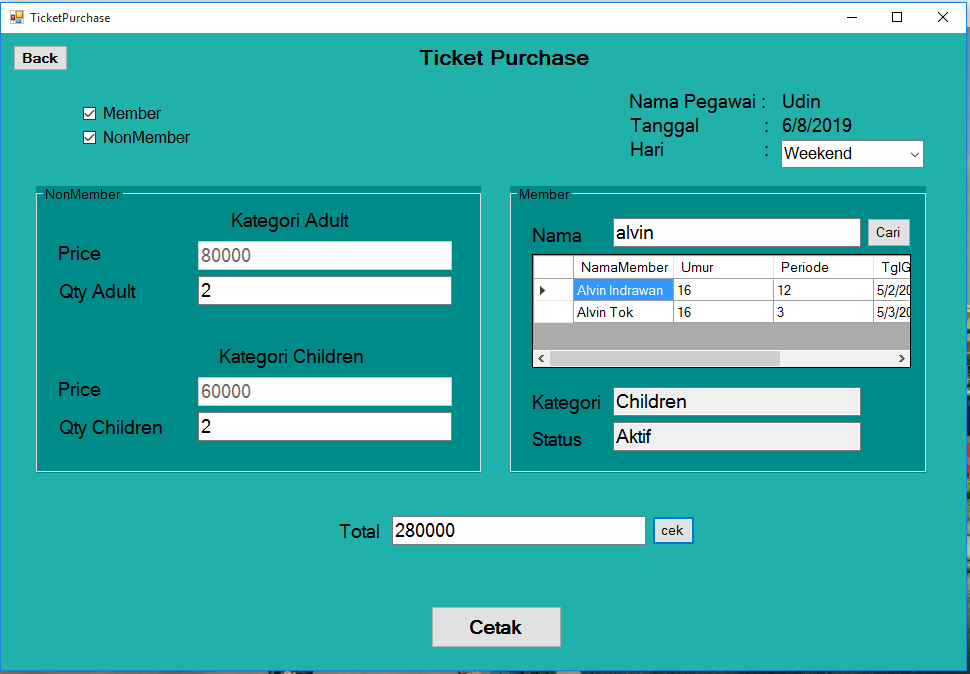 TicketPurchase
Back
Ticket Purchase
Member
NonMember
Nama Pegawai : Udin
Tanggal : 6/8/2019
Hari : Weekend
NonMember
Kategori Adult
Price 80000
Qty Adult 2
Kategori Children
Price 60000
Qty Children 2
Member
Nama alvin Cari
NamaMember Umur Periode TglG
Alvin Indrawan 16 12 5/2/20
Alvin Tok 16 3 5/3/20
Kategori Children
Status Aktif
Total 280000 cek
Cetak